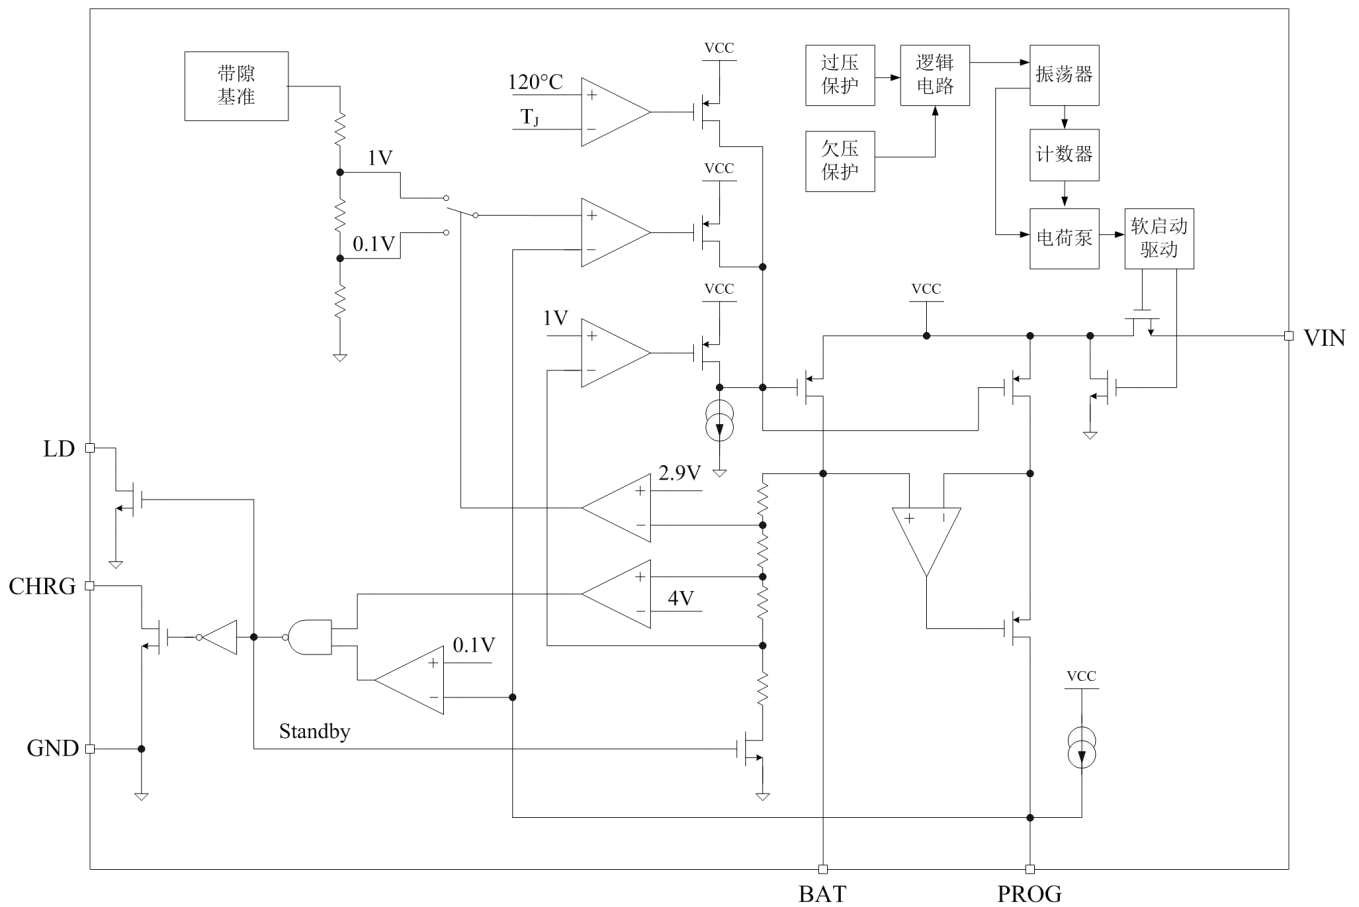 带隙
基准
1V
0.1V
120°C
TJ
+
−
VCC
+
−
VCC
1V
+
−
VCC
过压
保护
逻辑
电路
欠压
保护
振荡器
计数器
电荷泵
软启动
驱动
VCC
VIN
LD
2.9V
+
−
+
−
4V
+
−
CHRG
0.1V
+
−
GND
Standby
VCC
BAT
PROG